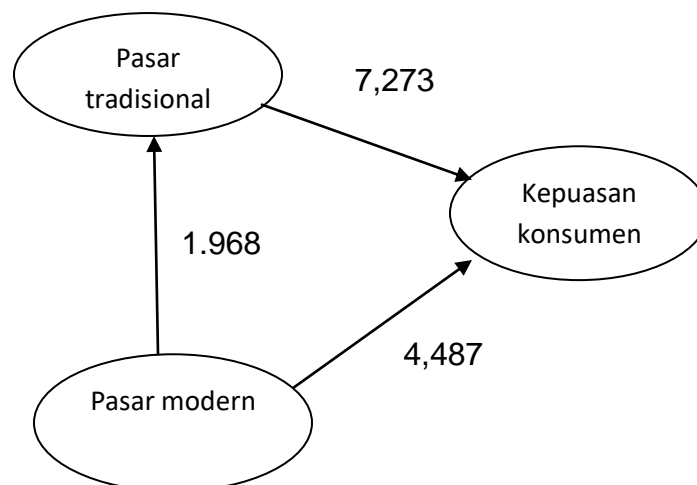 Pasar
tradisional
7,273
Kepuasan
konsumen
1.968
4,487
Pasar modern